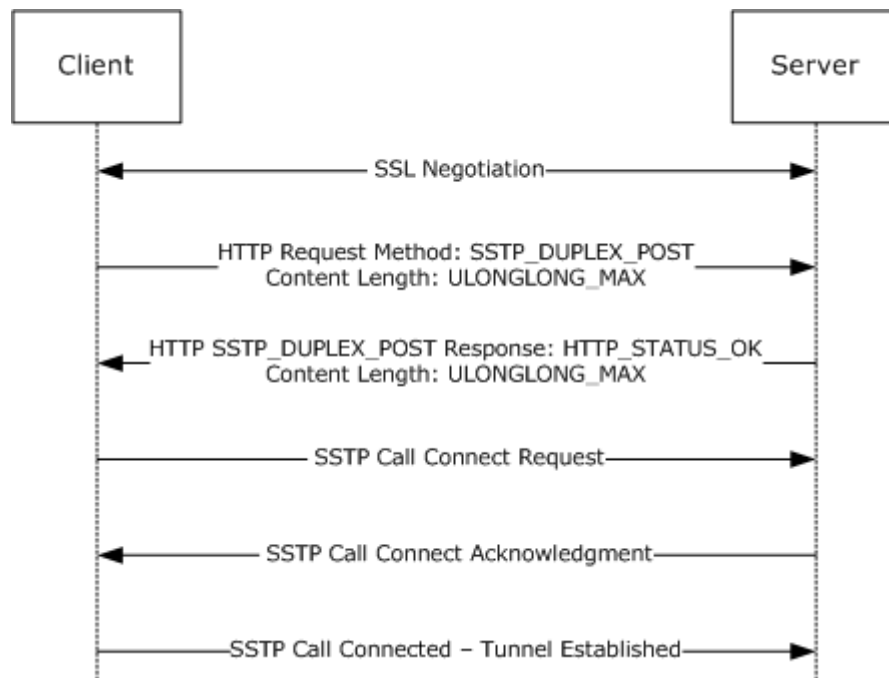 Client
Server
SSL Negotiation
HTTP Request Method: SSTP_DUPLEX_POST
Content Length: ULONGLONG_MAX
HTTP SSTP_DUPLEX_POST Response: HTTP_STATUS_OK
Content Length: ULONGLONG_MAX
SSTP Call Connect Request
SSTP Call Connect Acknowledgment
SSTP Call Connected – Tunnel Established